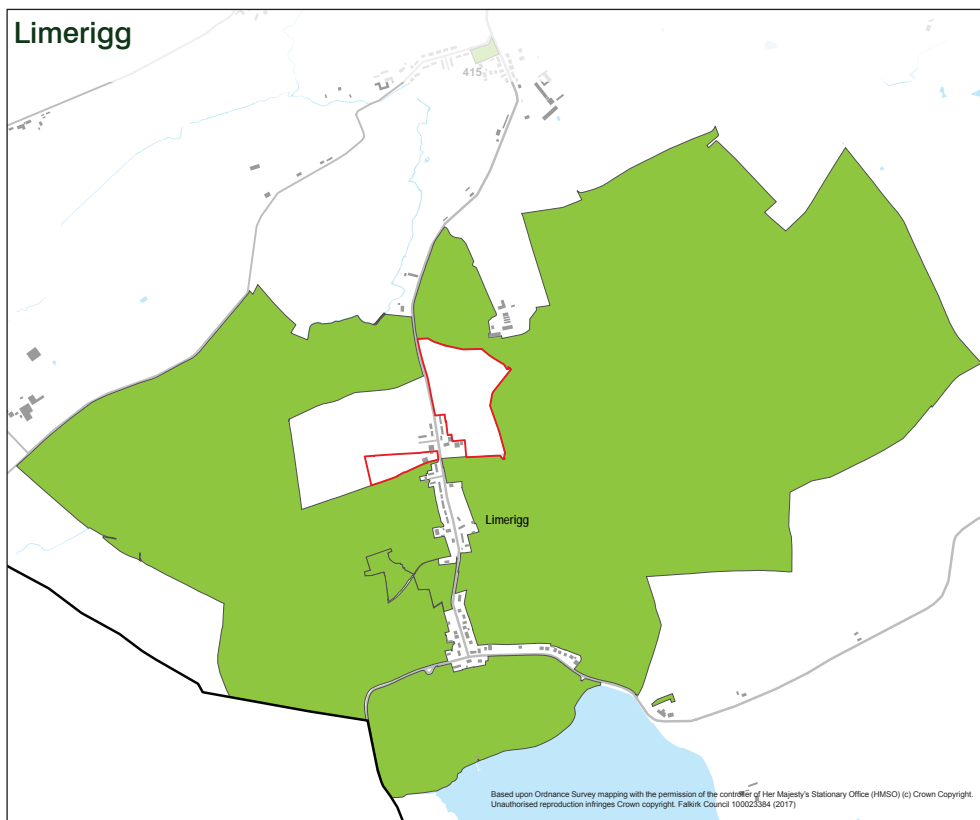 Limerigg
415
Limerigg
Based upon Ordnance Survey mapping with the permission of the controller of Her Majesty's Stationary Office (HMSO) (c) Crown Copyright.
Unauthorised reproduction infringes Crown copyright. Falkirk Council 100023384 (2017)